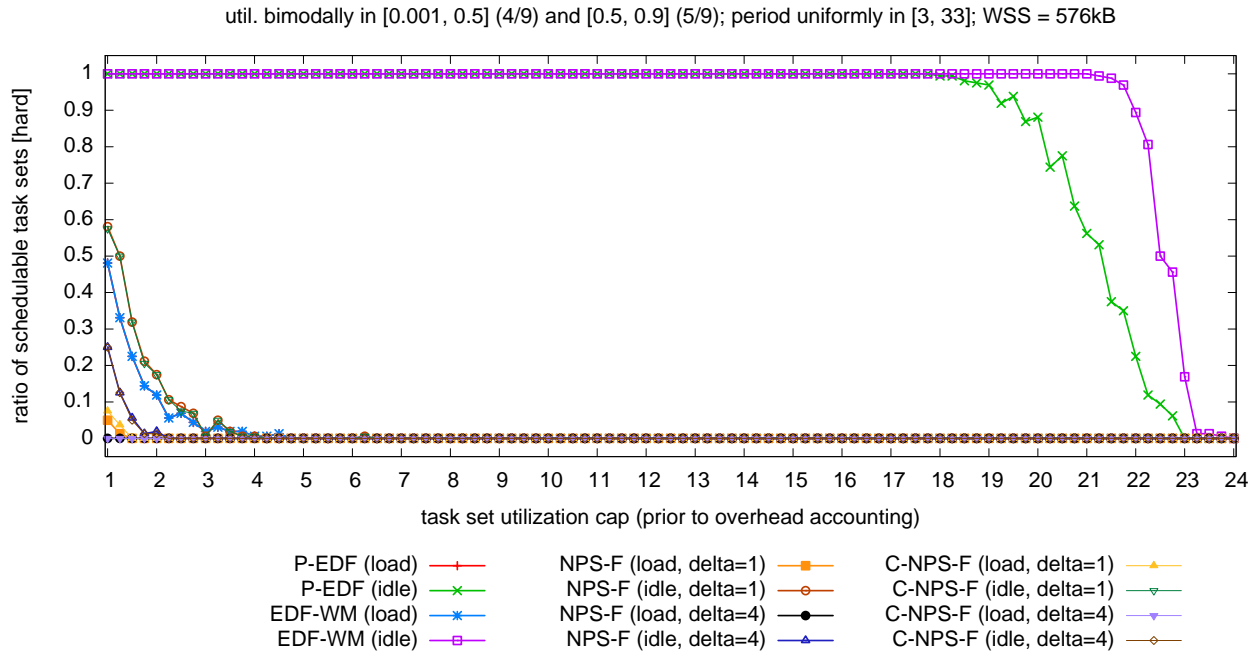 util. bimodally in [0.001, 0.5] (4/9) and [0.5, 0.9] (5/9); period uniformly in [3, 33]; WSS = 576kB
ratio of schedulable task sets [hard]
1
0.9
0.8
0.7
0.6
0.5
0.4
0.3
0.2
0.1
0
1 2 3 4 5 6 7 8 9 10 11 12 13 14 15 16 17 18 19 20 21 22 23 24
task set utilization cap (prior to overhead accounting)
P-EDF (load) NPS-F (load, delta=1) C-NPS-F (load, delta=1)
P-EDF (idle) NPS-F (idle, delta=1) C-NPS-F (idle, delta=1)
EDF-WM (load) NPS-F (load, delta=4) C-NPS-F (load, delta=4)
EDF-WM (idle) NPS-F (idle, delta=4) C-NPS-F (idle, delta=4)